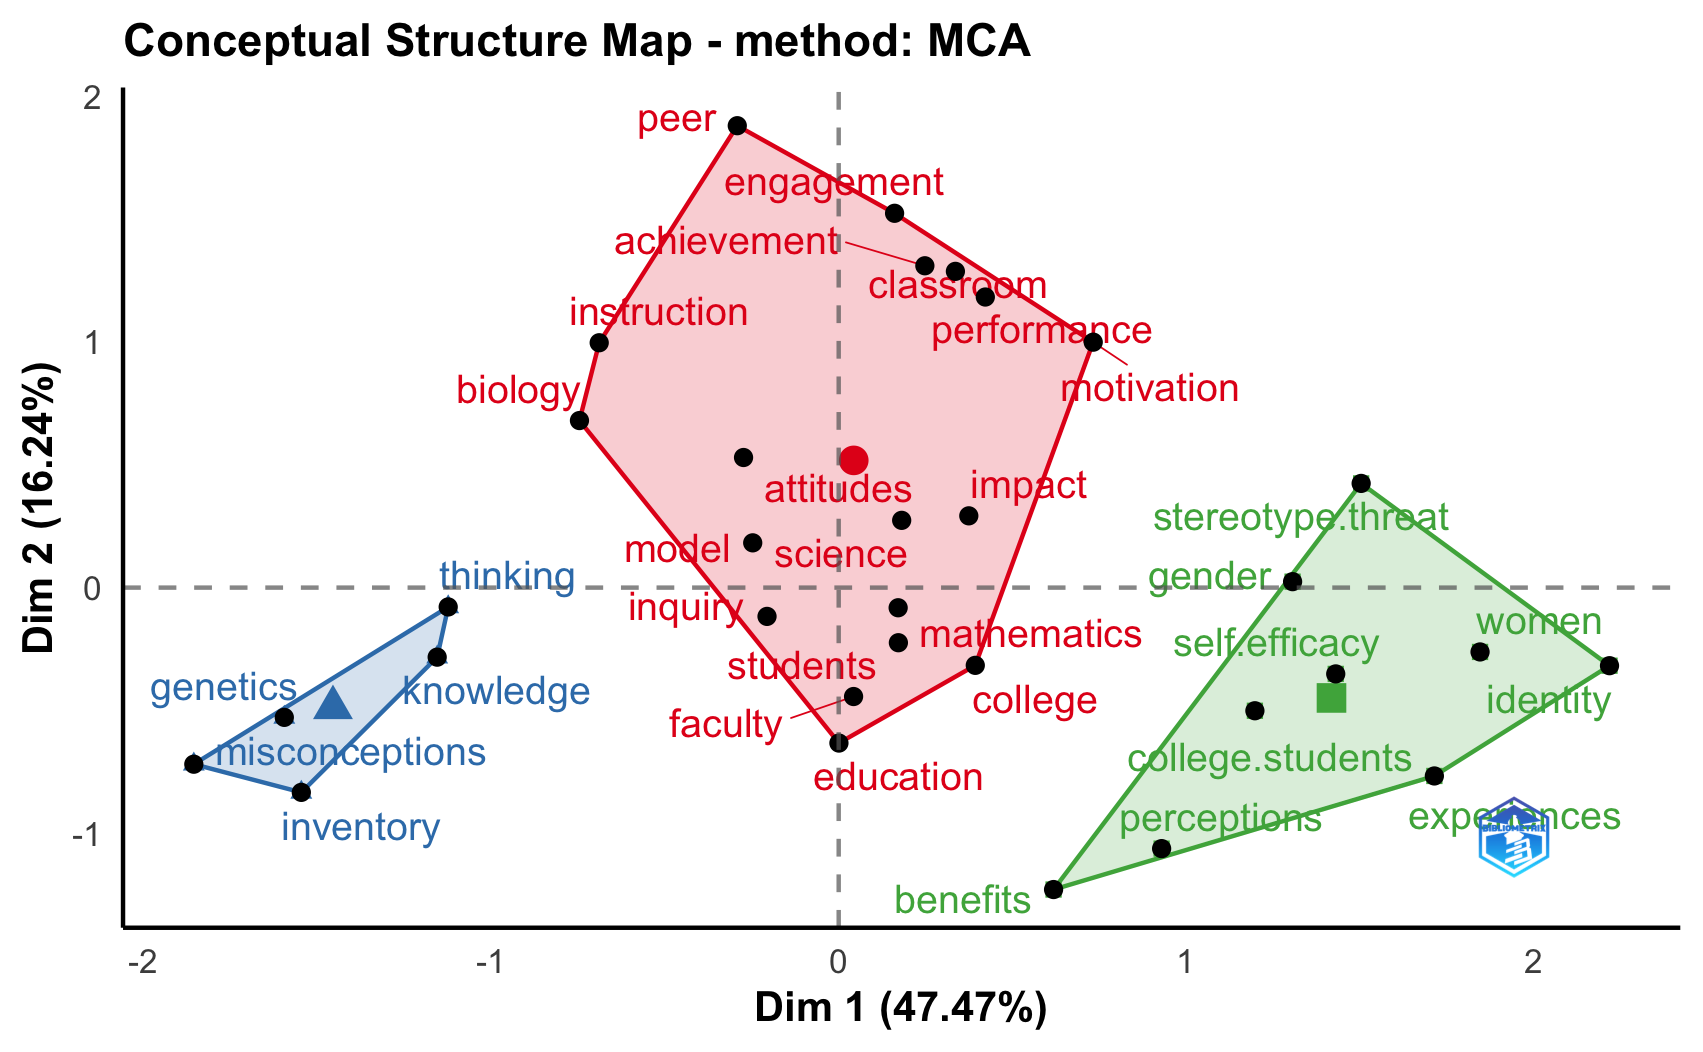 Conceptual Structure Map - method: MCA
2
peer
engagement
achievement
classroom
instruction
1
performance
motivation
biology
attitudes
impact
stereotype.threat
model
science
thinking
gender
0
inquiry
women
mathematics
self.efficacy
students
genetics
knowledge
college
identity
faculty
misconceptions
college.students
education
perceptions
experiences
inventory
BIBLIOMETRIX
-1
benefits
-2
-1
0
1
2
Dim 1 (47.47%)
Dim 2 (16.24%)